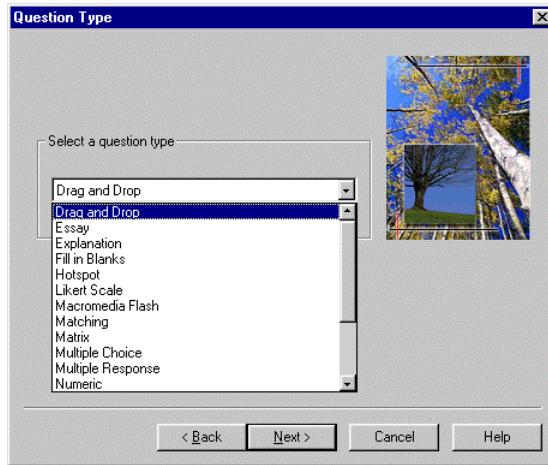 Question Type
Select a question type
Drag and Drop
Drag and Drop
Essay
Explanation
Fill in Blanks
Hotspot
Likert Scale
Macromedia Flash
Matching
Matrix
Multiple Choice
Multiple Response
Numeric
< Back Next > Cancel Help